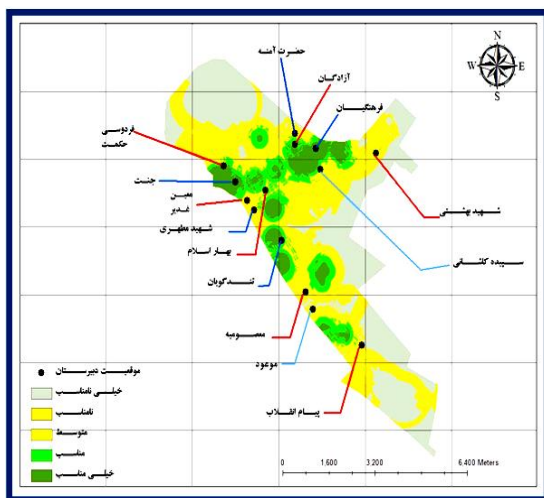 حضرت آمنه
N
W E
S
آزادگان
فرهنگیان
فردوسی
حکمت
جنت
معین
غدیر
شهید مطهری
بهار اسلام
تندگویان
شهید بهشتی
سپیده کاشانی
معصومیه
موعود
پیام انقلاب
موقعیت دبیرستان
خیلی نامناسب
نامناسب
متوسط
مناسب
خیلی مناسب
0 1.600 3.200 6.400 Meters